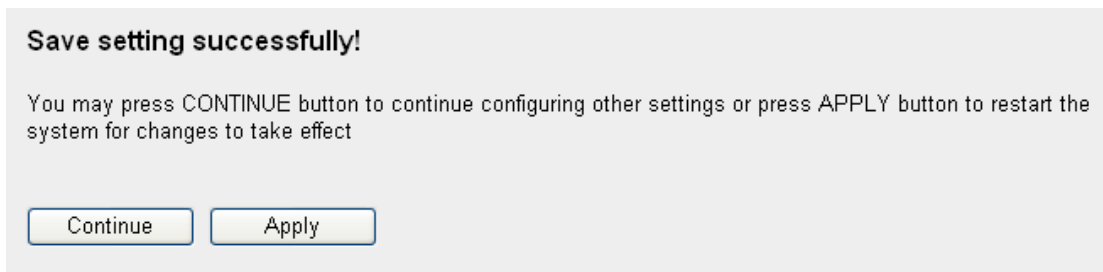 Save setting successfully!
You may press CONTINUE button to continue configuring other settings or press APPLY button to restart the
system for changes to take effect
Continue Apply